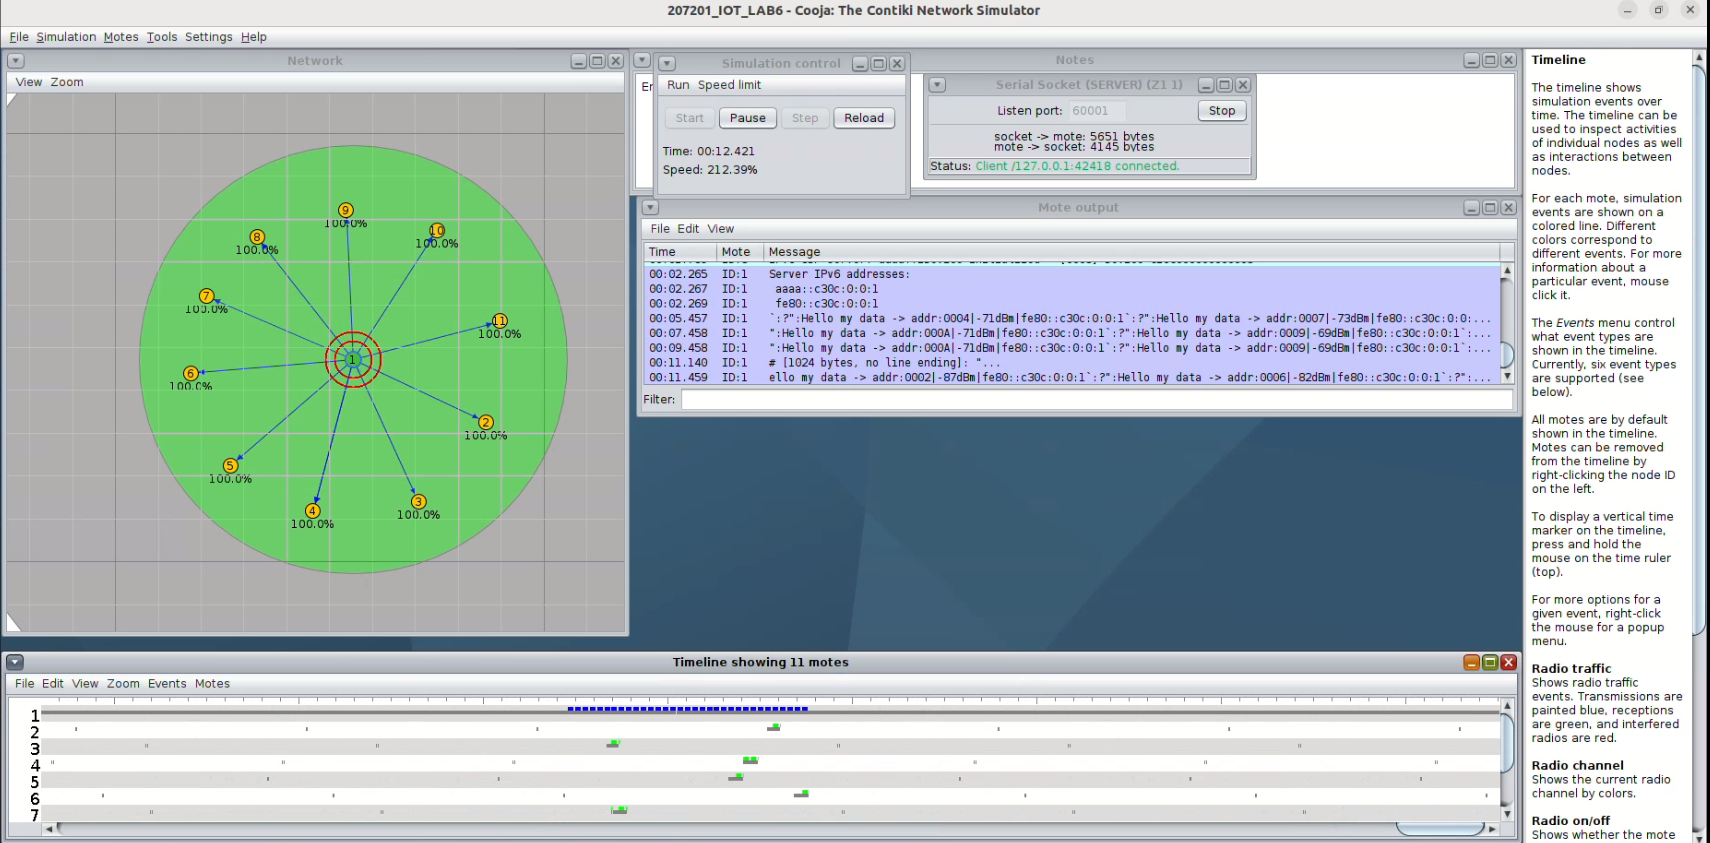 207201_IOT_LAB6 - Cooja: The Contiki Network Simulator
File Simulation Motes Tools Settings Help
Network
View Zoom
9
100.0%
8
100.0%
10
100.0%
7
100.0%
11
100.0%
1
6
100.0%
2
100.0%
5
100.0%
4
100.0%
3
100.0%
Simulation control
Run Speed limit
Start Pause Step Reload
Time: 00:12.421
Speed: 212.39%
Notes
Er
Serial Socket (SERVER) (Z1 1)
Listen port: 60001 Stop
socket -> mote: 5651 bytes
mote -> socket: 4145 bytes
Status: Client /127.0.0.1:42418 connected.
Mote output
File Edit View
Time Mote Message
00:02.265 ID:1 Server IPv6 addresses:
00:02.267 ID:1 aaaa::c30c:0:0:1
00:02.269 ID:1 fe80::c30c:0:0:1
00:05.457 ID:1 `:?":Hello my data -> addr:0004|-71dBm|fe80::c30c:0:0:1`:?":Hello my data -> addr:0007|-73dBm|fe80::c30c:0:0:...
00:07.458 ID:1 ":Hello my data -> addr:000A|-71dBm|fe80::c30c:0:0:1`:?":Hello my data -> addr:0009|-69dBm|fe80::c30c:0:0:1`:...
00:09.458 ID:1 ":Hello my data -> addr:000A|-71dBm|fe80::c30c:0:0:1`:?":Hello my data -> addr:0009|-69dBm|fe80::c30c:0:0:1`:...
00:11.140 ID:1 # [1024 bytes, no line ending]: "...
00:11.459 ID:1 ello my data -> addr:0002|-87dBm|fe80::c30c:0:0:1`:?":Hello my data -> addr:0006|-82dBm|fe80::c30c:0:0:1`:?":...
Filter:
Timeline showing 11 motes
File Edit View Zoom Events Motes
1
2
3
4
5
6
7
Timeline
The timeline shows
simulation events over
time. The timeline can be
used to inspect activities
of individual nodes as well
as interactions between
nodes.
For each mote, simulation
events are shown on a
colored line. Different
colors correspond to
different events. For more
information about a
particular event, mouse
click it.
The Events menu control
what event types are
shown in the timeline.
Currently, six event types
are supported (see
below).
All motes are by default
shown in the timeline.
Motes can be removed
from the timeline by
right-clicking the node ID
on the left.
To display a vertical time
marker on the timeline,
press and hold the
mouse on the time ruler
(top).
For more options for a
given event, right-click
the mouse for a popup
menu.
Radio traffic
Shows radio traffic
events. Transmissions are
painted blue, receptions
are green, and interfered
radios are red.
Radio channel
Shows the current radio
channel by colors.
Radio on/off
Shows whether the mote